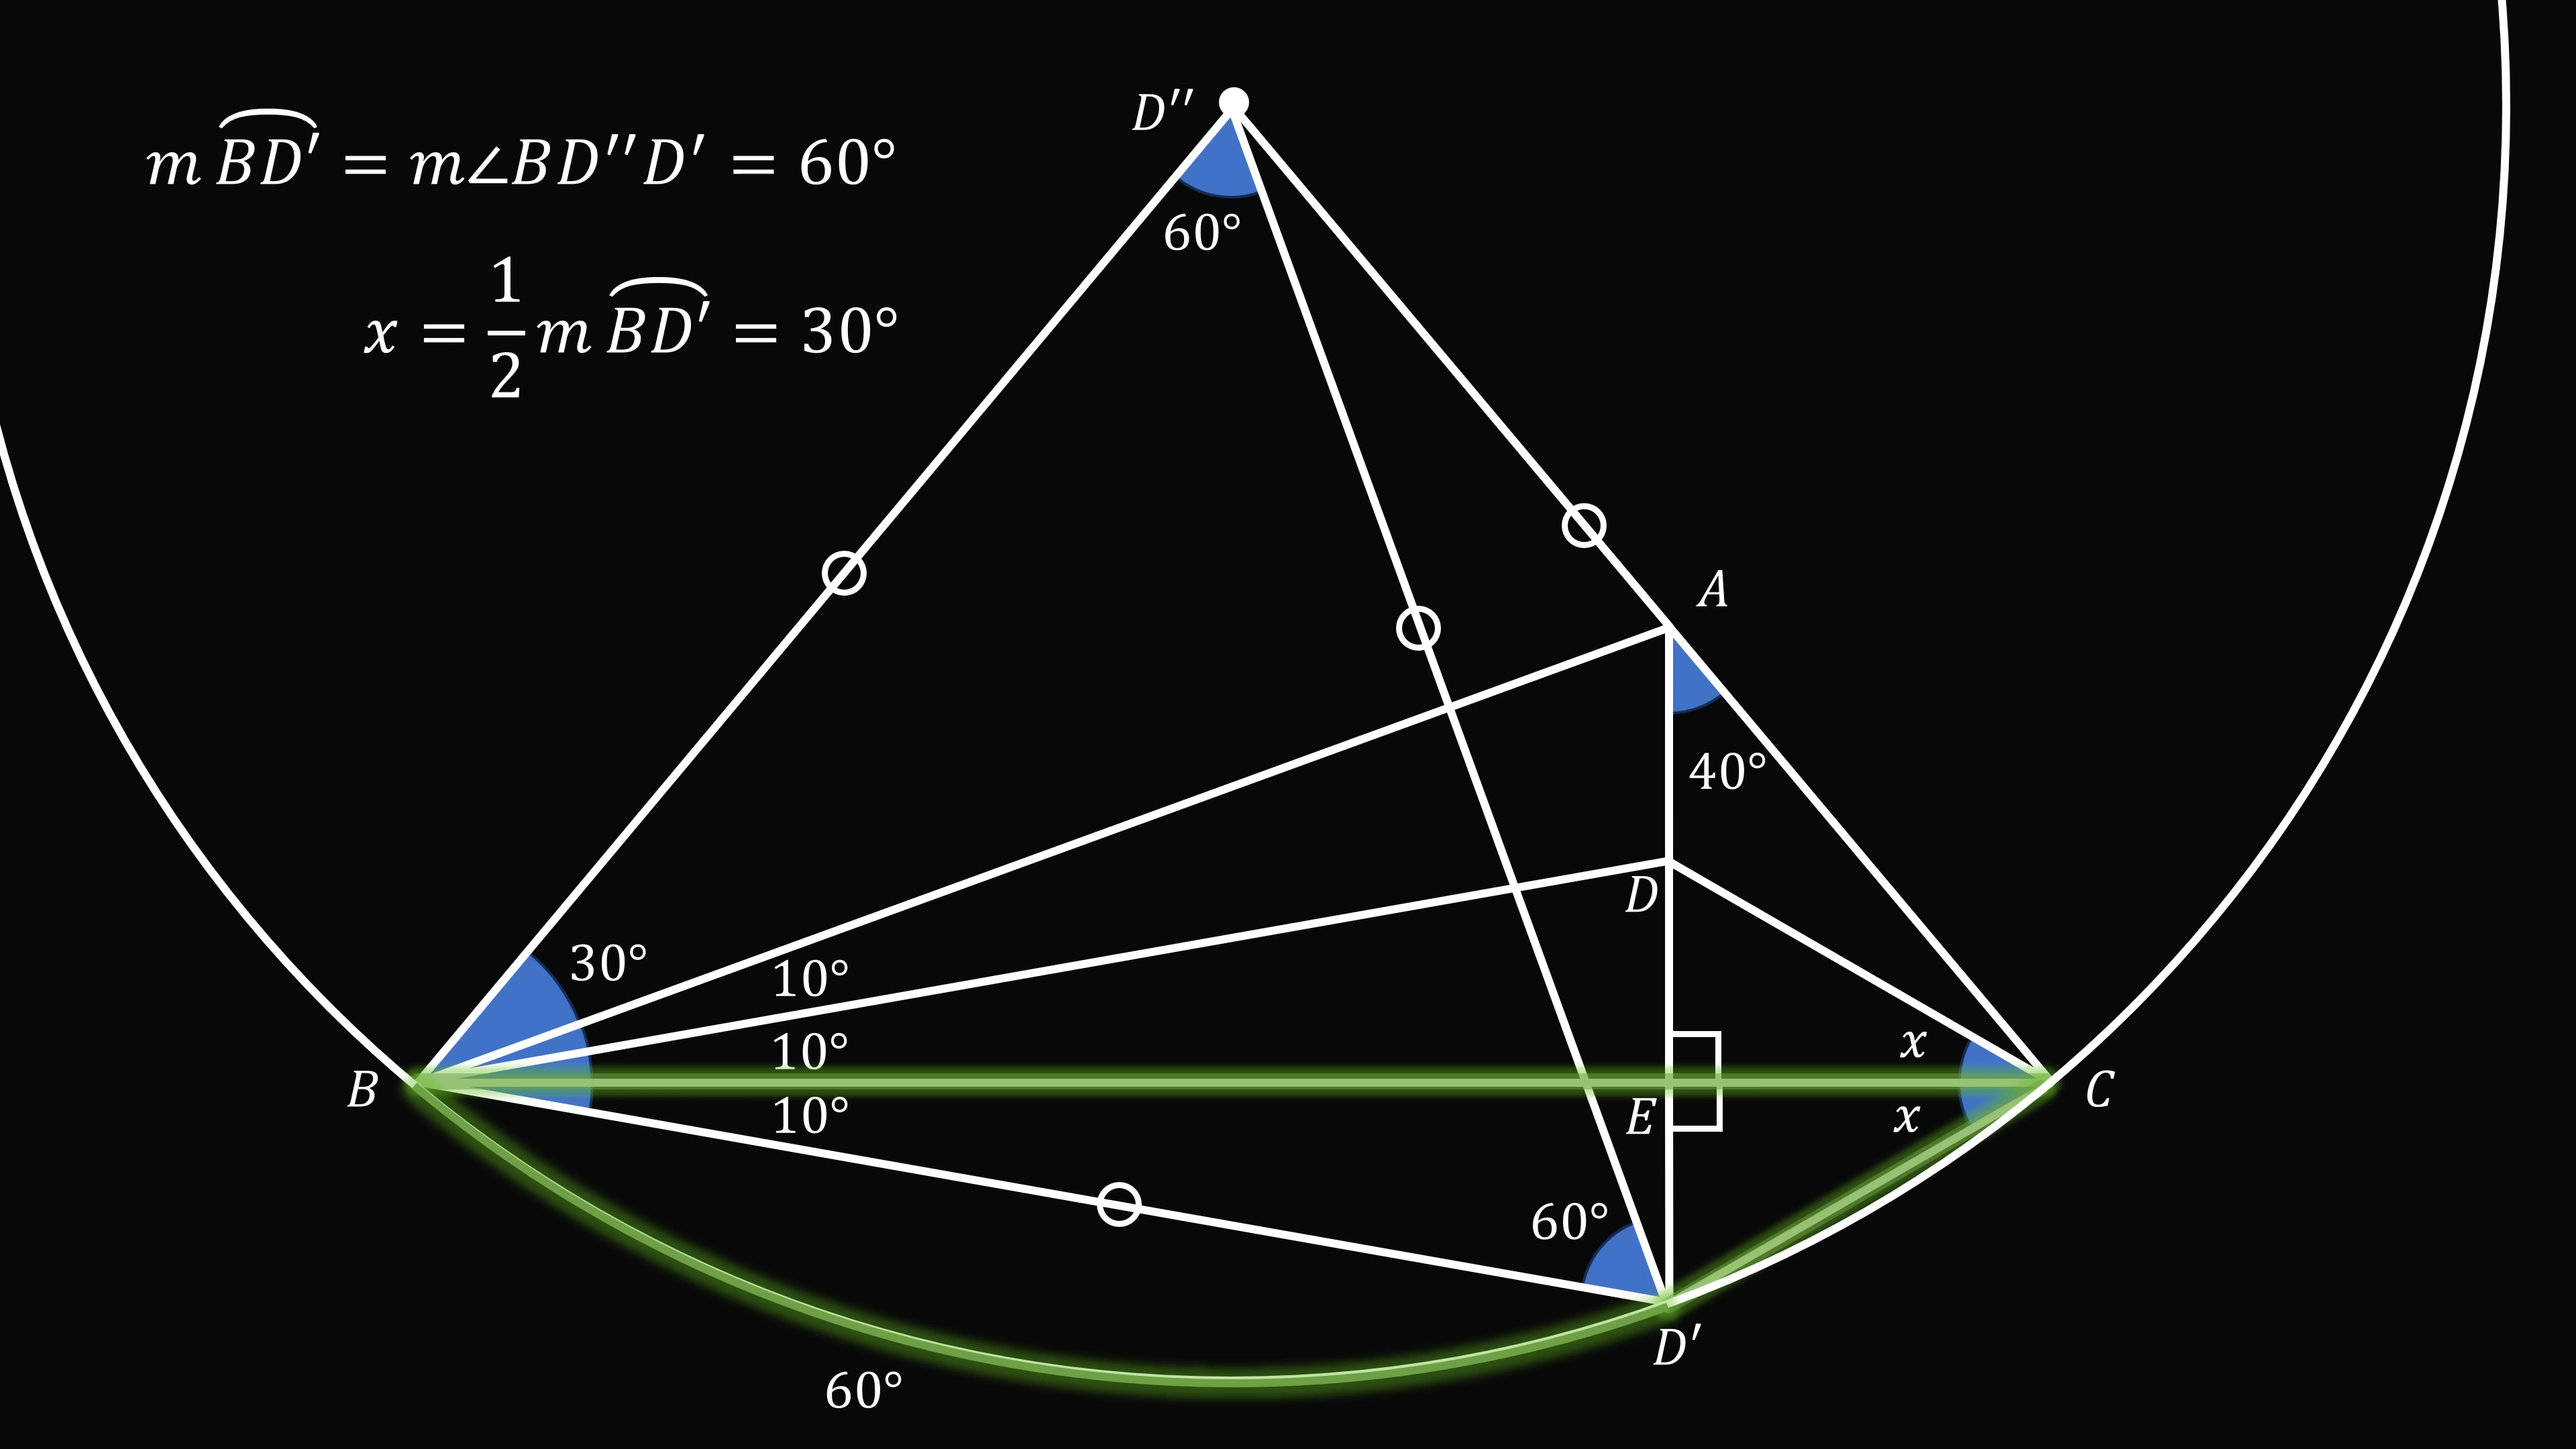 m BD′ = m∠BD′′D′ = 60°
x = 1/2 m BD′ = 30°
D′′
60°
A
40°
D
30°
10°
10°
10°
B
E
x
x
C
60°
D′
60°